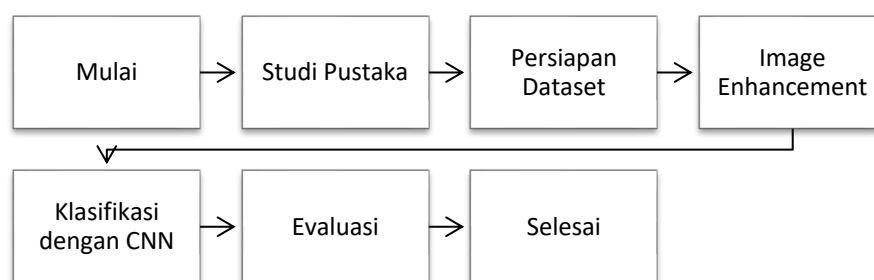 Mulai
Studi Pustaka
Persiapan
Dataset
Image
Enhancement
Klasifikasi
dengan CNN
Evaluasi
Selesai